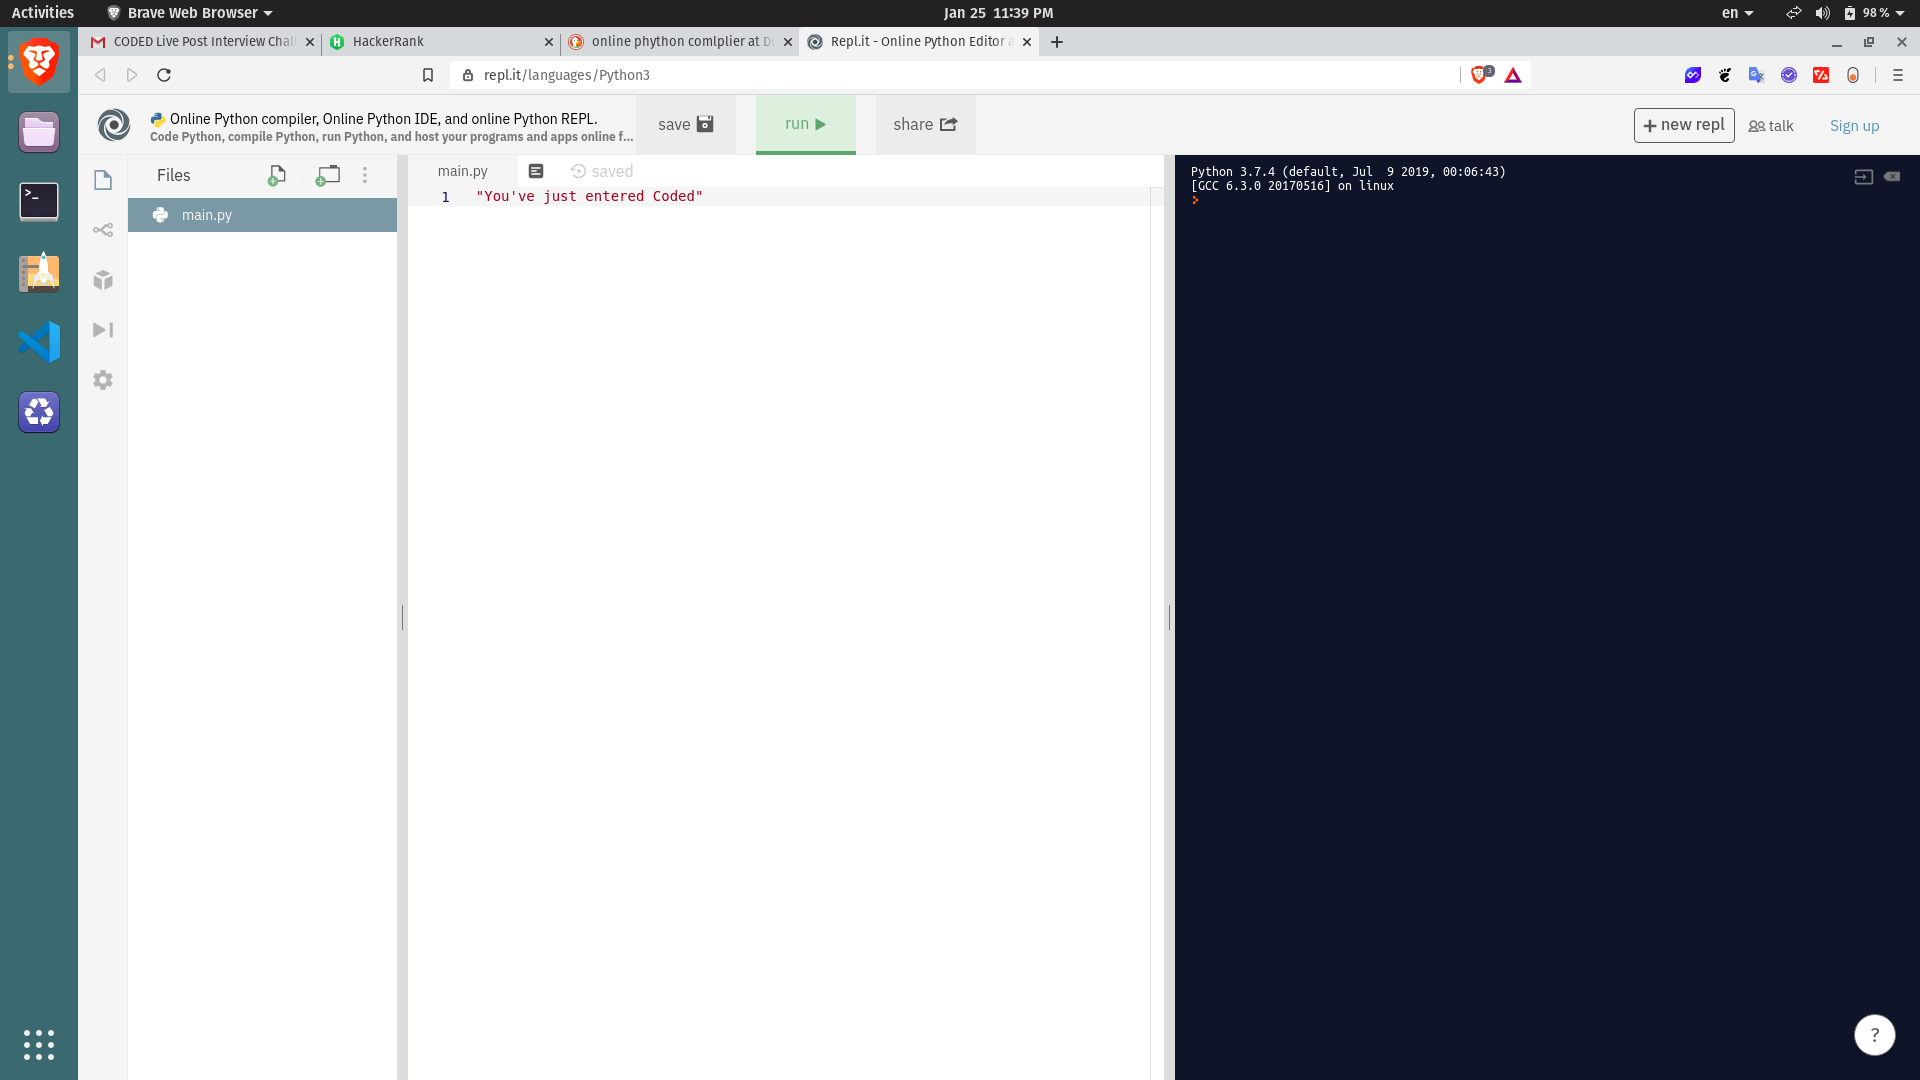 Activities
Brave Web Browser
Jan 25 11:39 PM
en
98 %
CODED Live Post Interview Chal
HackerRank
online phython comlplier at D
Repl.it - Online Python Editor a
repl.it/languages/Python3
3
Online Python compiler, Online Python IDE, and online Python REPL.
Code Python, compile Python, run Python, and host your programs and apps online f...
save
run
share
+ new repl
talk
Sign up
Files
main.py
main.py
saved
1 "You've just entered Coded"
Python 3.7.4 (default, Jul 9 2019, 00:06:43)
[GCC 6.3.0 20170516] on linux
?